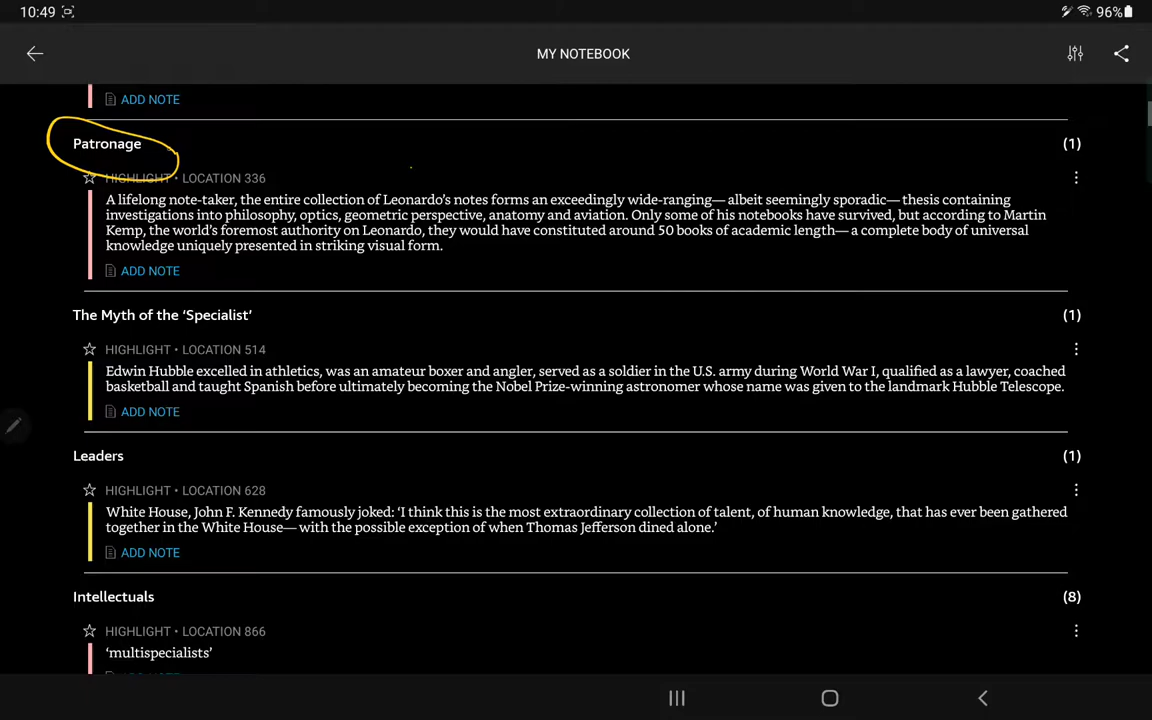 10:49 96%
MY NOTEBOOK
ADD NOTE
Patronage (1)
HIGHLIGHT • LOCATION 336
A lifelong note-taker, the entire collection of Leonardo's notes forms an exceedingly wide-ranging— albeit seemingly sporadic— thesis containing
investigations into philosophy, optics, geometric perspective, anatomy and aviation. Only some of his notebooks have survived, but according to Martin
Kemp, the world's foremost authority on Leonardo, they would have constituted around 50 books of academic length— a complete body of universal
knowledge uniquely presented in striking visual form.
ADD NOTE
The Myth of the ‘Specialist’ (1)
HIGHLIGHT • LOCATION 514
Edwin Hubble excelled in athletics, was an amateur boxer and angler, served as a soldier in the U.S. army during World War I, qualified as a lawyer, coached
basketball and taught Spanish before ultimately becoming the Nobel Prize-winning astronomer whose name was given to the landmark Hubble Telescope.
ADD NOTE
Leaders (1)
HIGHLIGHT • LOCATION 628
White House, John F. Kennedy famously joked: ‘I think this is the most extraordinary collection of talent, of human knowledge, that has ever been gathered
together in the White House— with the possible exception of when Thomas Jefferson dined alone.’
ADD NOTE
Intellectuals (8)
HIGHLIGHT • LOCATION 866
‘multispecialists’